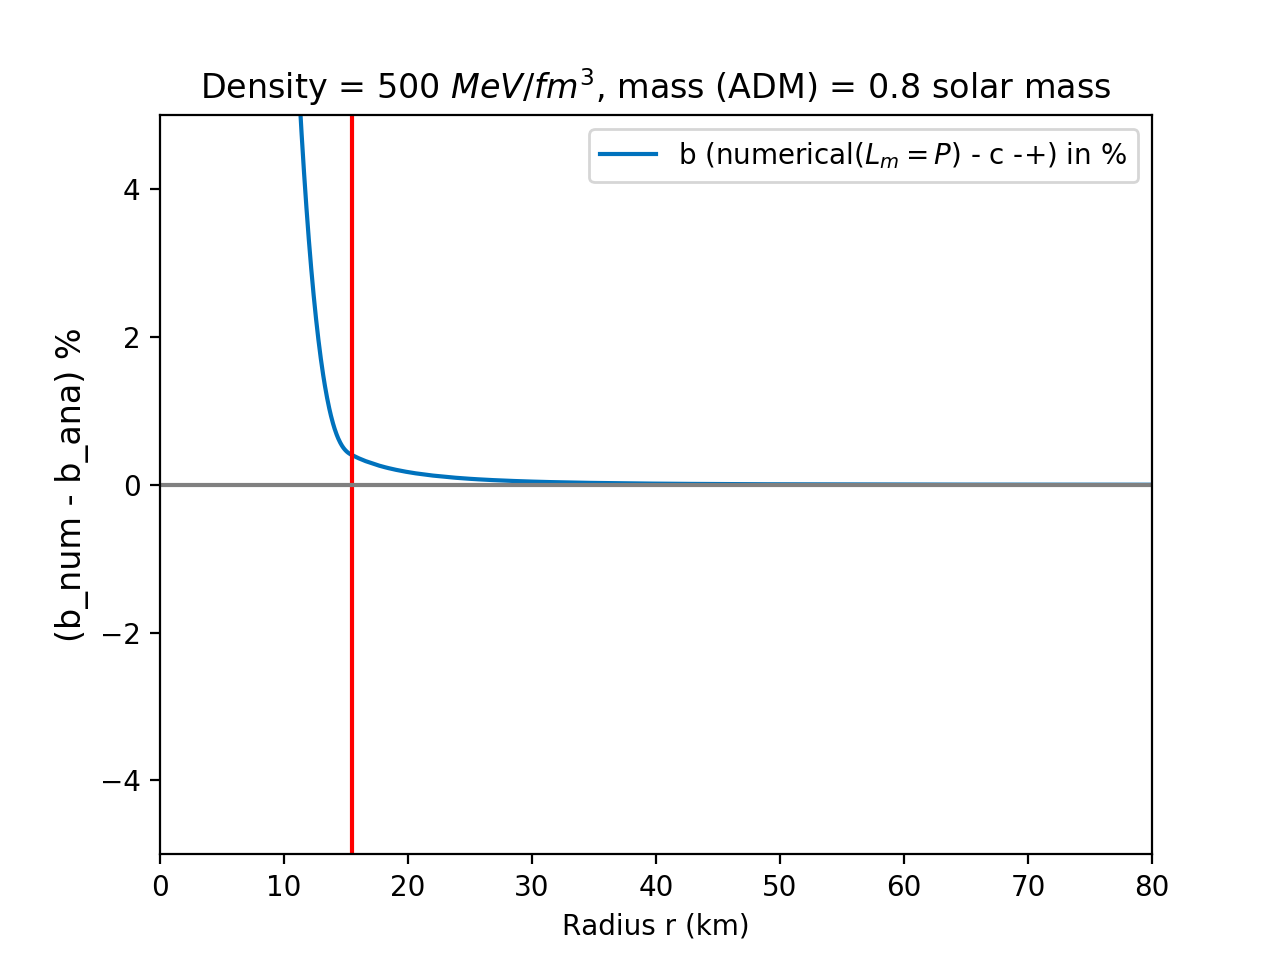 Density = 500 MeV/fm³, mass (ADM) = 0.8 solar mass
b (numerical(Lₘ = P) - c -+) in %
(b_num - b_ana) %
4
2
0
−2
−4
0 10 20 30 40 50 60 70 80
Radius r (km)